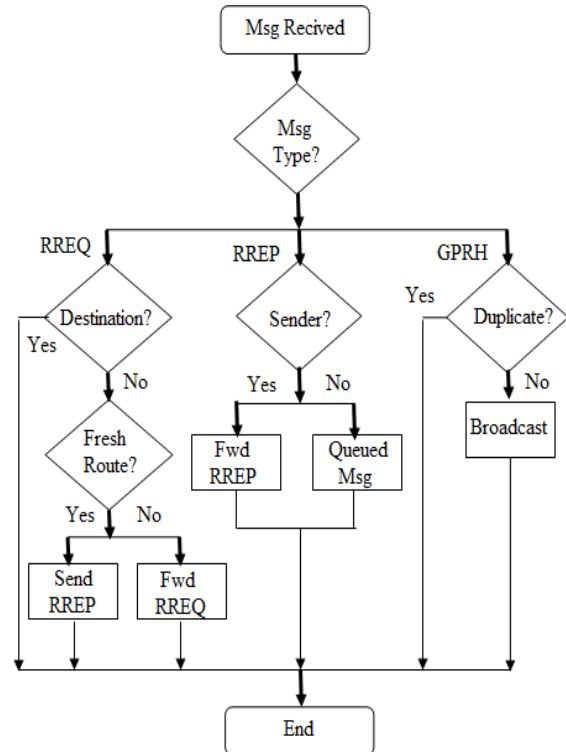 Msg Recived
Msg
Type?
RREQ
RREP
GPRH
Destination?
Yes
No
Sender?
Yes
No
Duplicate?
Yes
No
Fresh
Route?
Yes
No
Fwd
RREP
Queued
Msg
Broadcast
Send
RREP
Fwd
RREQ
End